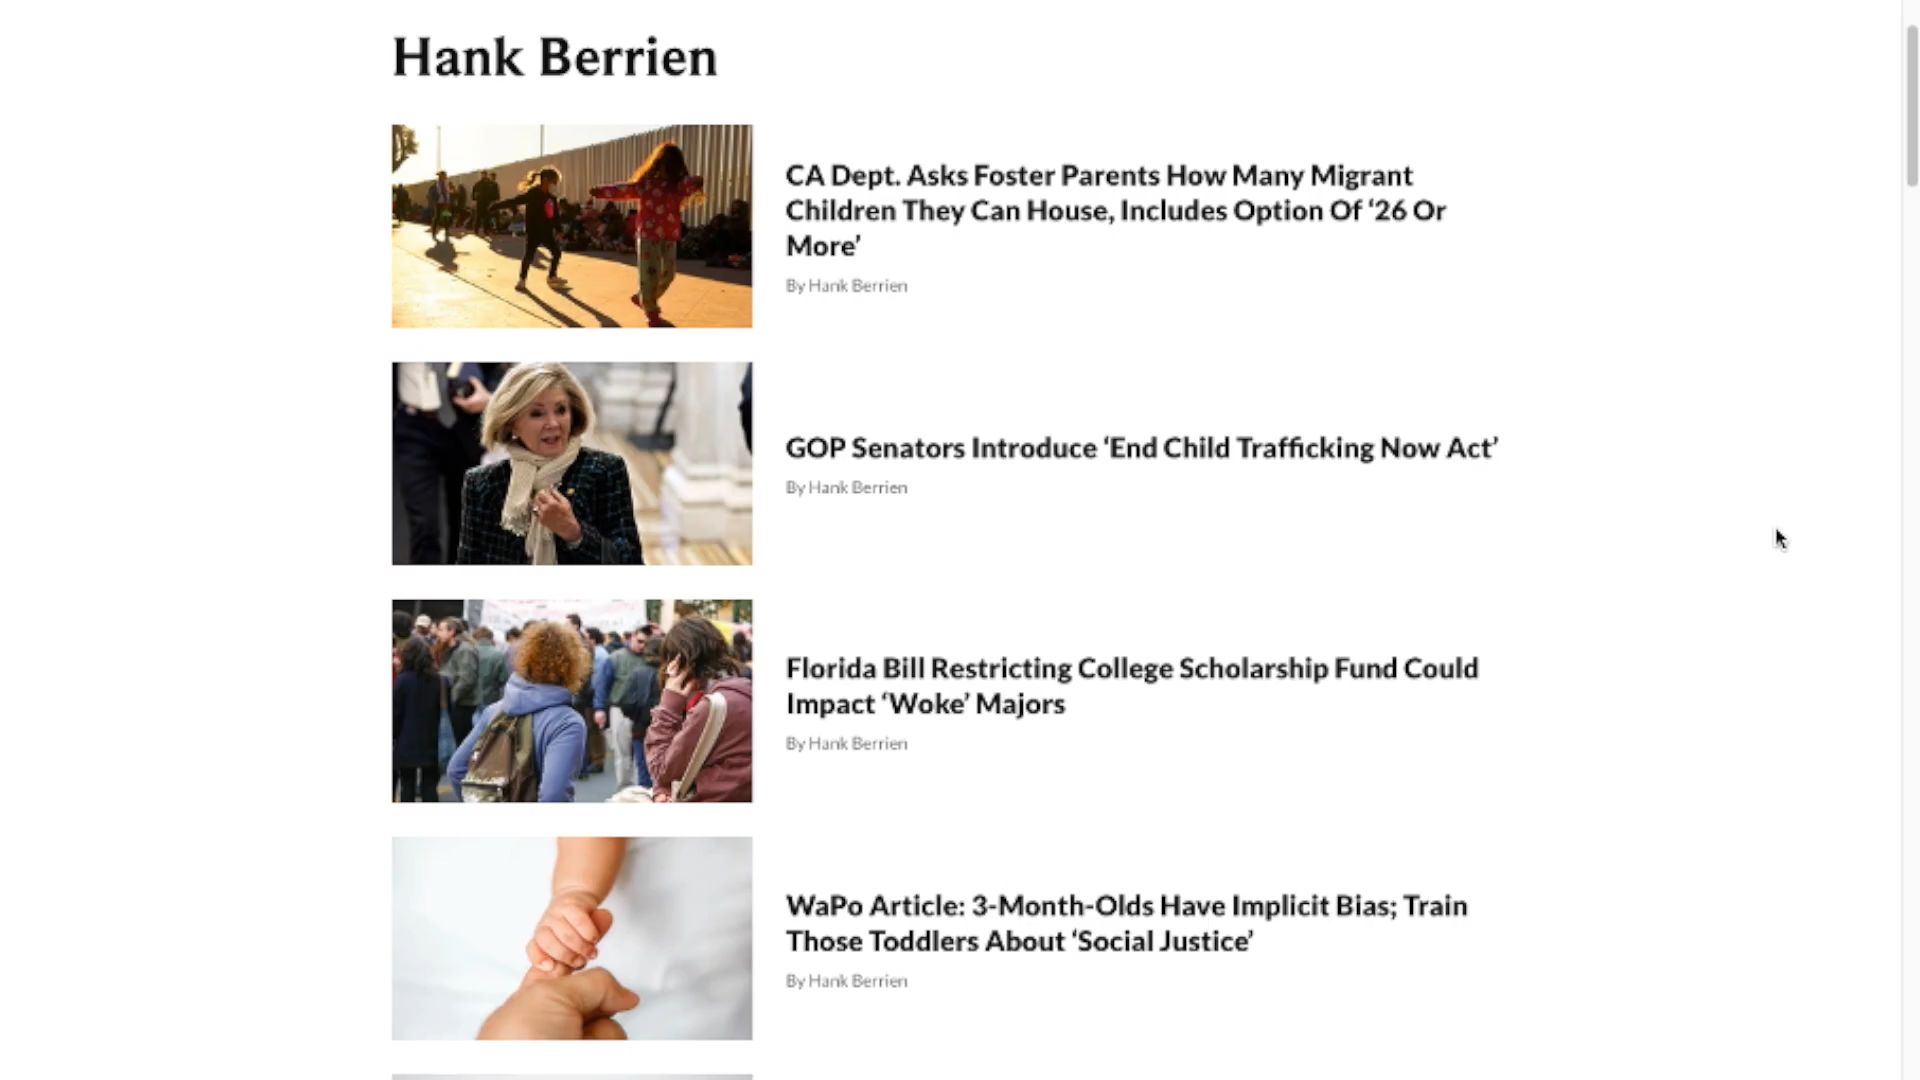 Hank Berrien
CA Dept. Asks Foster Parents How Many Migrant
Children They Can House, Includes Option Of ‘26 Or
More’
By Hank Berrien
GOP Senators Introduce ‘End Child Trafficking Now Act’
By Hank Berrien
Florida Bill Restricting College Scholarship Fund Could
Impact ‘Woke’ Majors
By Hank Berrien
WaPo Article: 3-Month-Olds Have Implicit Bias; Train
Those Toddlers About ‘Social Justice’
By Hank Berrien